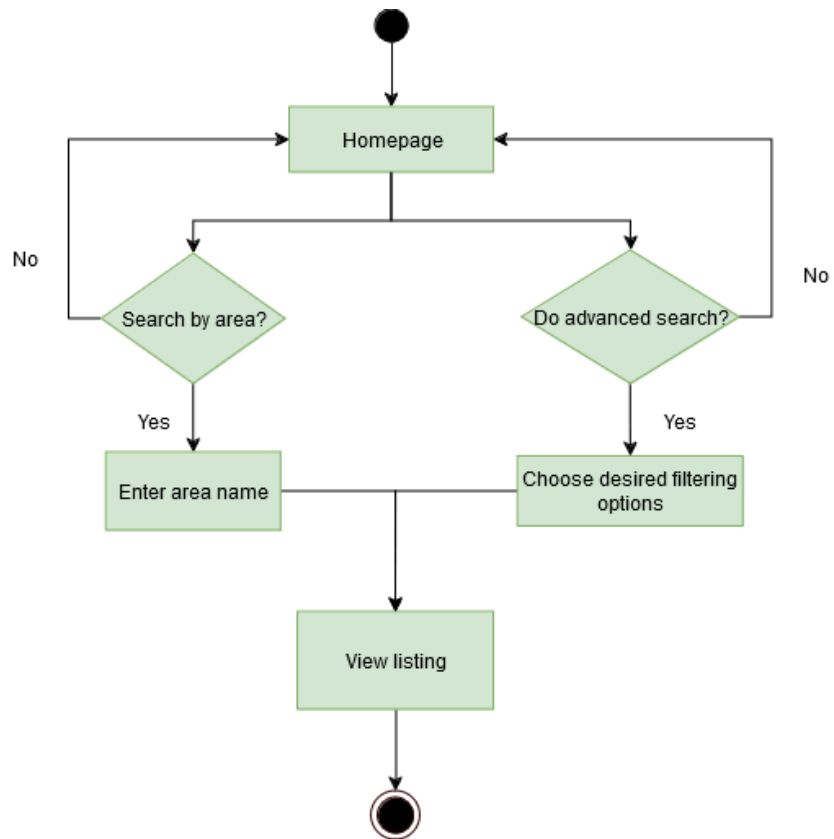 Homepage
No
No
Search by area?
Do advanced search?
Yes
Yes
Enter area name
Choose desired filtering
options
View listing